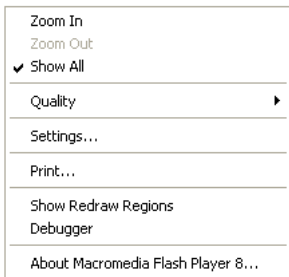 Zoom In
Zoom Out
Show All
Quality
Settings...
Print...
Show Redraw Regions
Debugger
About Macromedia Flash Player 8...